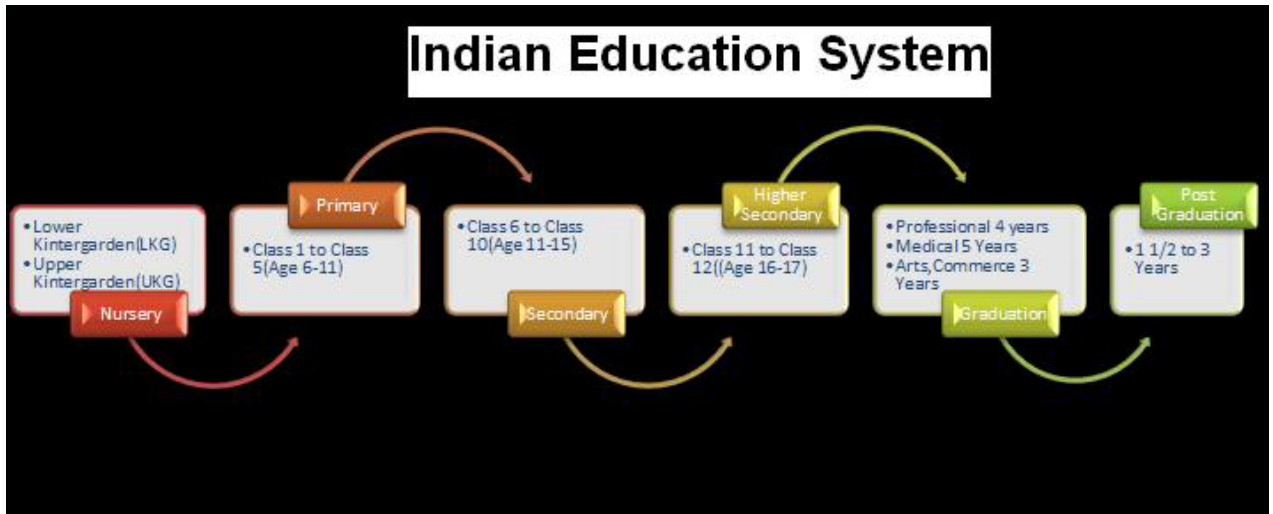 Indian Education System
•Lower
Kintergarden(LKG)
•Upper
Kintergarden(UKG)
Nursery
Primary
•Class 1 to Class
5(Age 6-11)
•Class 6 to Class
10(Age 11-15)
Secondary
Higher
Secondary
•Class 11 to Class
12((Age 16-17)
•Professional 4 years
•Medical 5 Years
•Arts,Commerce 3
Years
Graduation
Post
Graduation
•1 1/2 to 3
Years